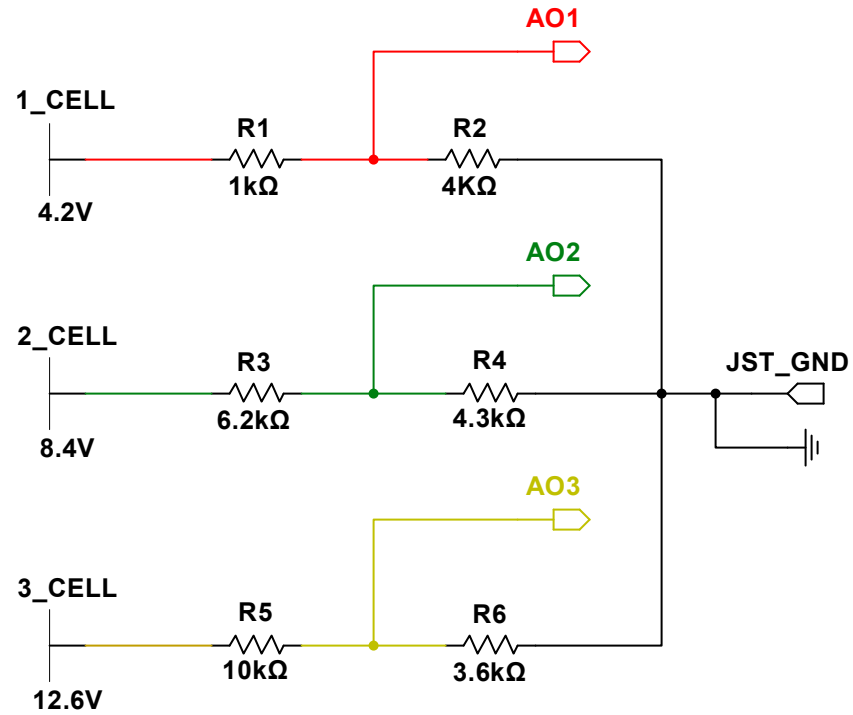 AO1
1_CELL
R1
R2
1kΩ
4KΩ
4.2V
AO2
2_CELL
R3
R4
JST_GND
6.2kΩ
4.3kΩ
8.4V
AO3
3_CELL
R5
R6
10kΩ
3.6kΩ
12.6V